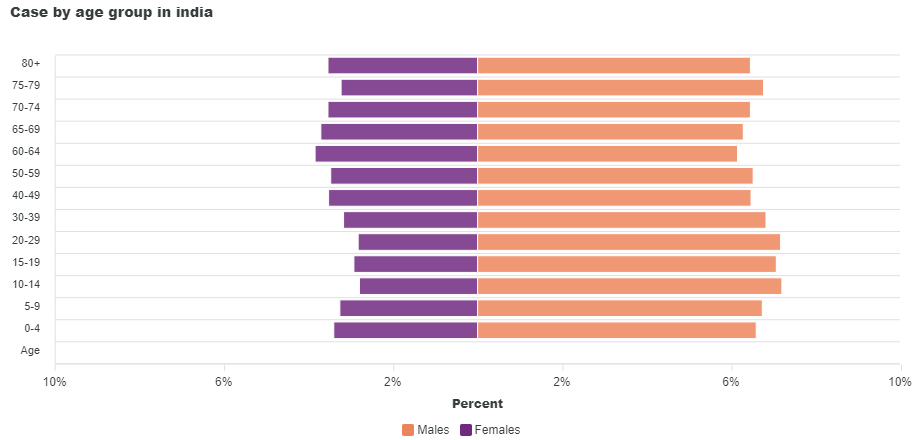 Case by age group in india
80+
75-79
70-74
65-69
60-64
50-59
40-49
30-39
20-29
15-19
10-14
5-9
0-4
Age
10% 6% 2% 2% 6% 10%
Percent
Males Females